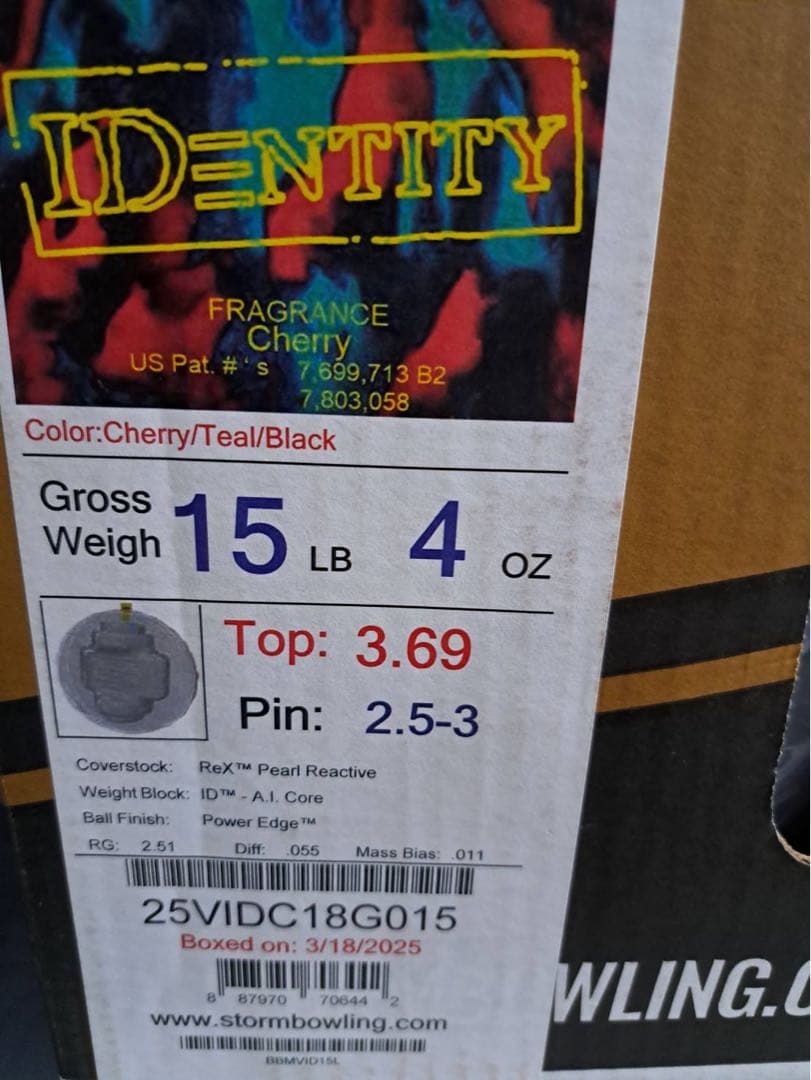 IDENTITY
FRAGRANCE
Cherry
US Pat. #'s 7,699,713 B2
7,803,058
Color:Cherry/Teal/Black
Gross Weigh 15 LB 4 OZ
Top: 3.69
Pin: 2.5-3
Coverstock: ReX™ Pearl Reactive
Weight Block: ID™ - A.I. Core
Ball Finish: Power Edge™
RG: 2.51 Diff: .055 Mass Bias: .011
25VIDC18G015
Boxed on: 3/18/2025
8 87970 70644 2
www.stormbowling.com
BBMVID15L
WLING.